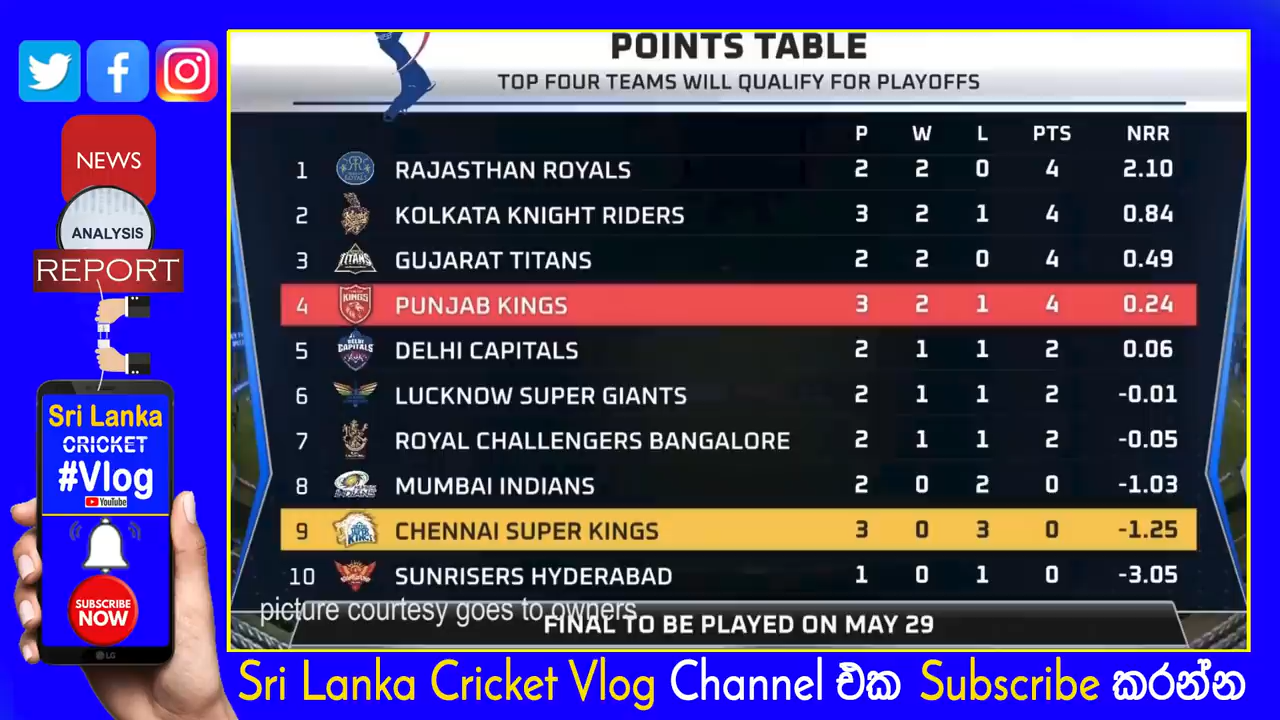 POINTS TABLE
TOP FOUR TEAMS WILL QUALIFY FOR PLAYOFFS
P W L PTS NRR
1 RAJASTHAN ROYALS 2 2 0 4 2.10
2 KOLKATA KNIGHT RIDERS 3 2 1 4 0.84
3 GUJARAT TITANS 2 2 0 4 0.49
4 PUNJAB KINGS 3 2 1 4 0.24
5 DELHI CAPITALS 2 1 1 2 0.06
6 LUCKNOW SUPER GIANTS 2 1 1 2 -0.01
7 ROYAL CHALLENGERS BANGALORE 2 1 1 2 -0.05
8 MUMBAI INDIANS 2 0 2 0 -1.03
9 CHENNAI SUPER KINGS 3 0 3 0 -1.25
10 SUNRISERS HYDERABAD 1 0 1 0 -3.05
picture courtesy goes to owners
FINAL TO BE PLAYED ON MAY 29
NEWS
ANALYSIS
REPORT
Sri Lanka
CRICKET
#Vlog
YouTube
SUBSCRIBE
NOW
LG
Sri Lanka Cricket Vlog Channel එක Subscribe කරන්න